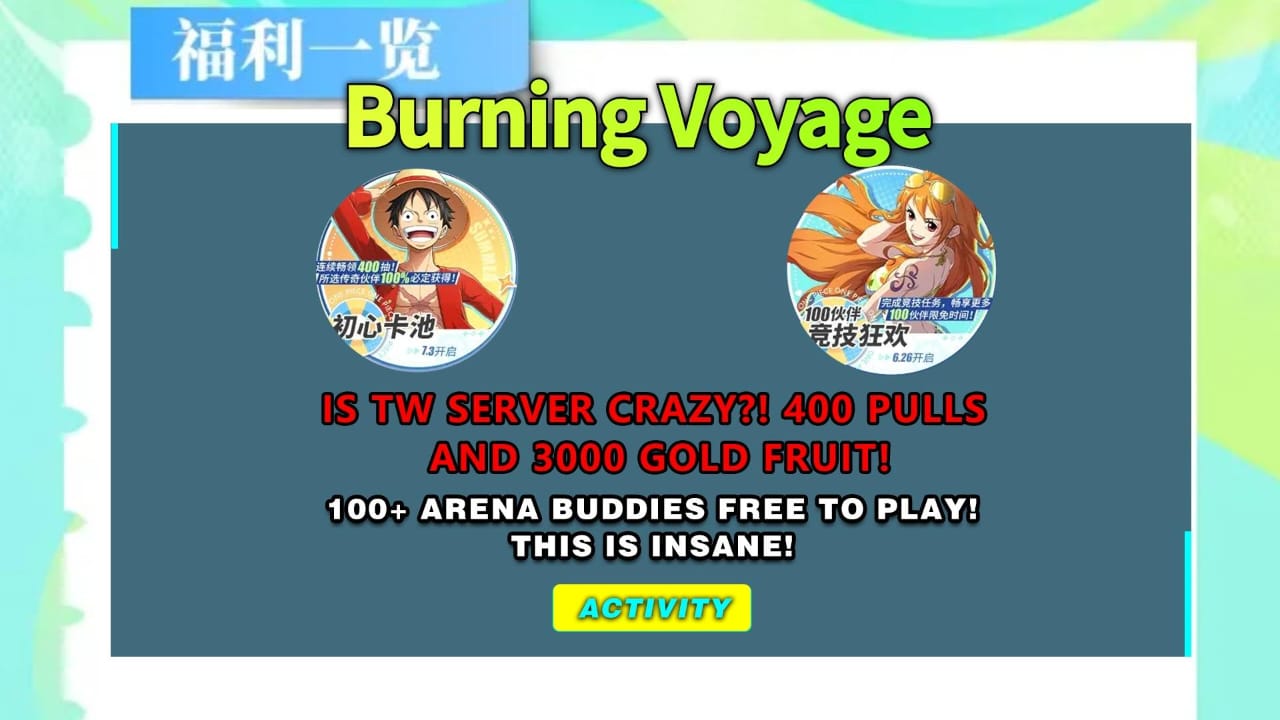 福利一览
Burning Voyage
连续畅领400抽!
所选传奇伙伴100%必定获得!
初心卡池
7.3开启
完成竞技任务，畅享更多
100伙伴限免时间!
100伙伴
竞技狂欢
6.26开启
IS TW SERVER CRAZY?! 400 PULLS
AND 3000 GOLD FRUIT!
100+ ARENA BUDDIES FREE TO PLAY!
THIS IS INSANE!
ACTIVITY